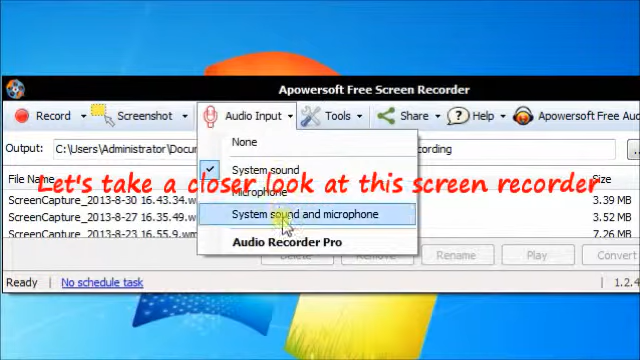 Apowersoft Free Screen Recorder
Record Screenshot Audio Input Tools Share Help Apowersoft Free Aud
None
Output: C:\Users\Administrator\Docu cording ...
System sound
File Name Size
Let's take a closer look at this screen recorder
Microphone
ScreenCapture_2013-8-30 16.43.34.w 3.39 MB
System sound and microphone
ScreenCapture_2013-8-27 16.35.49.w 3.52 MB
ScreenCapture_2013-8-23 16.55.9.w 7.26 MB
Audio Recorder Pro
Delete Remove Rename Play Convert
Ready No schedule task 1.2.4